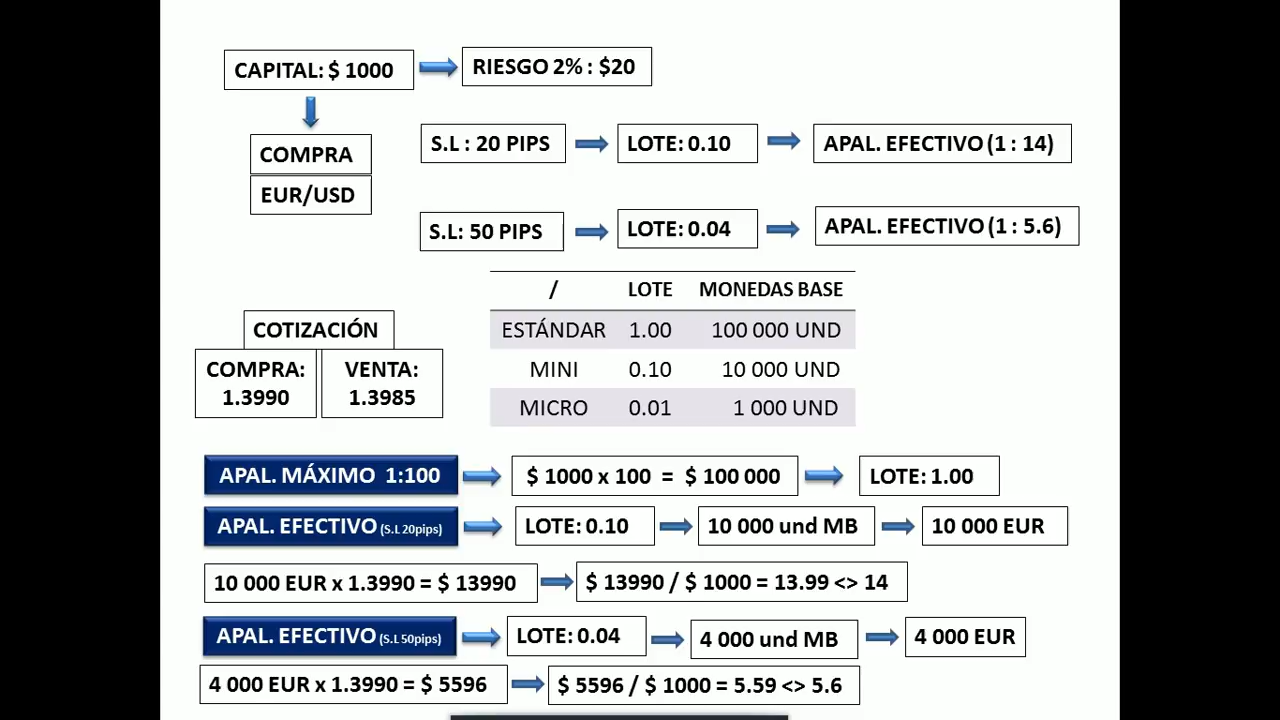 CAPITAL: $ 1000
RIESGO 2% : $20
COMPRA
EUR/USD
S.L : 20 PIPS
LOTE: 0.10
APAL. EFECTIVO (1 : 14)
S.L: 50 PIPS
LOTE: 0.04
APAL. EFECTIVO (1 : 5.6)
/ LOTE MONEDAS BASE
ESTÁNDAR 1.00 100 000 UND
MINI 0.10 10 000 UND
MICRO 0.01 1 000 UND
COTIZACIÓN
COMPRA:
1.3990
VENTA:
1.3985
APAL. MÁXIMO 1:100
$ 1000 x 100 = $ 100 000
LOTE: 1.00
APAL. EFECTIVO (S.L 20pips)
LOTE: 0.10
10 000 und MB
10 000 EUR
10 000 EUR x 1.3990 = $ 13990
$ 13990 / $ 1000 = 13.99 <> 14
APAL. EFECTIVO (S.L 50pips)
LOTE: 0.04
4 000 und MB
4 000 EUR
4 000 EUR x 1.3990 = $ 5596
$ 5596 / $ 1000 = 5.59 <> 5.6